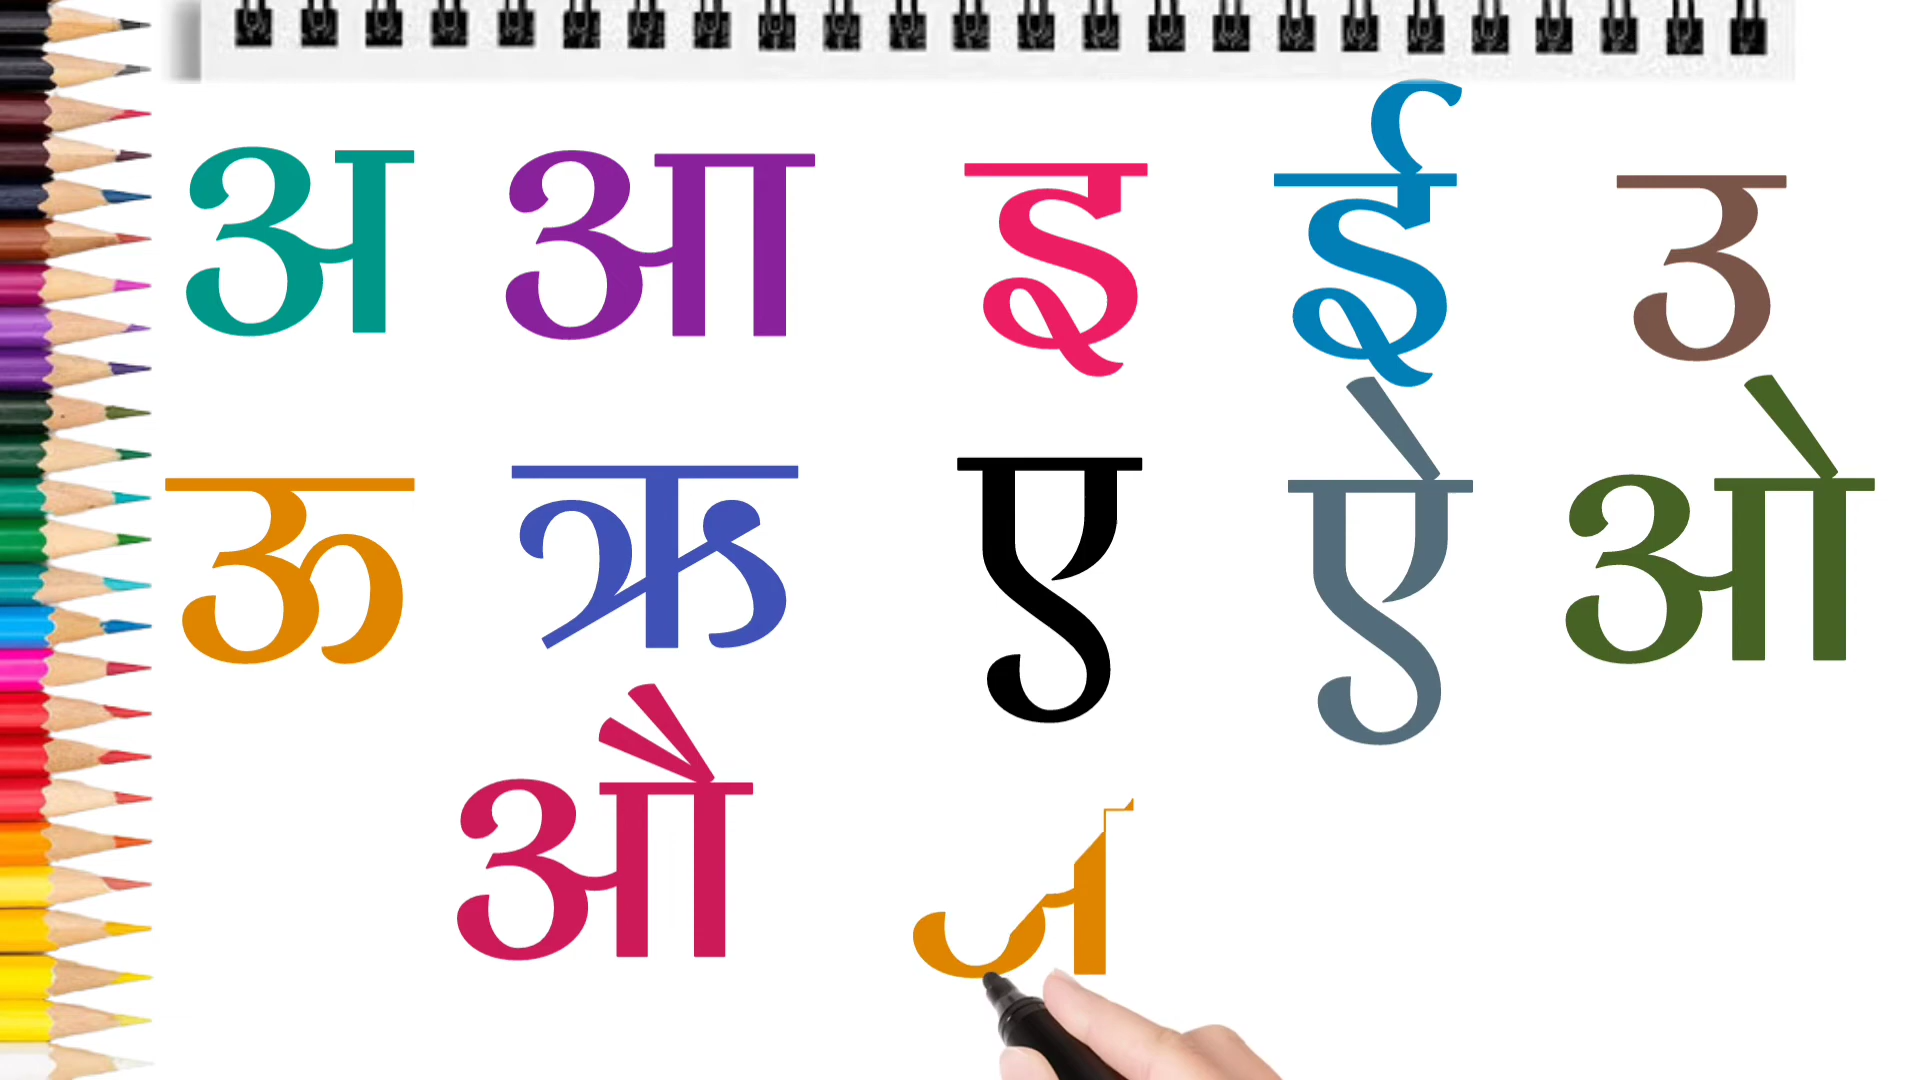 अ आ इ ई उ
ऊ ऋ ए ऐ ओ
औ